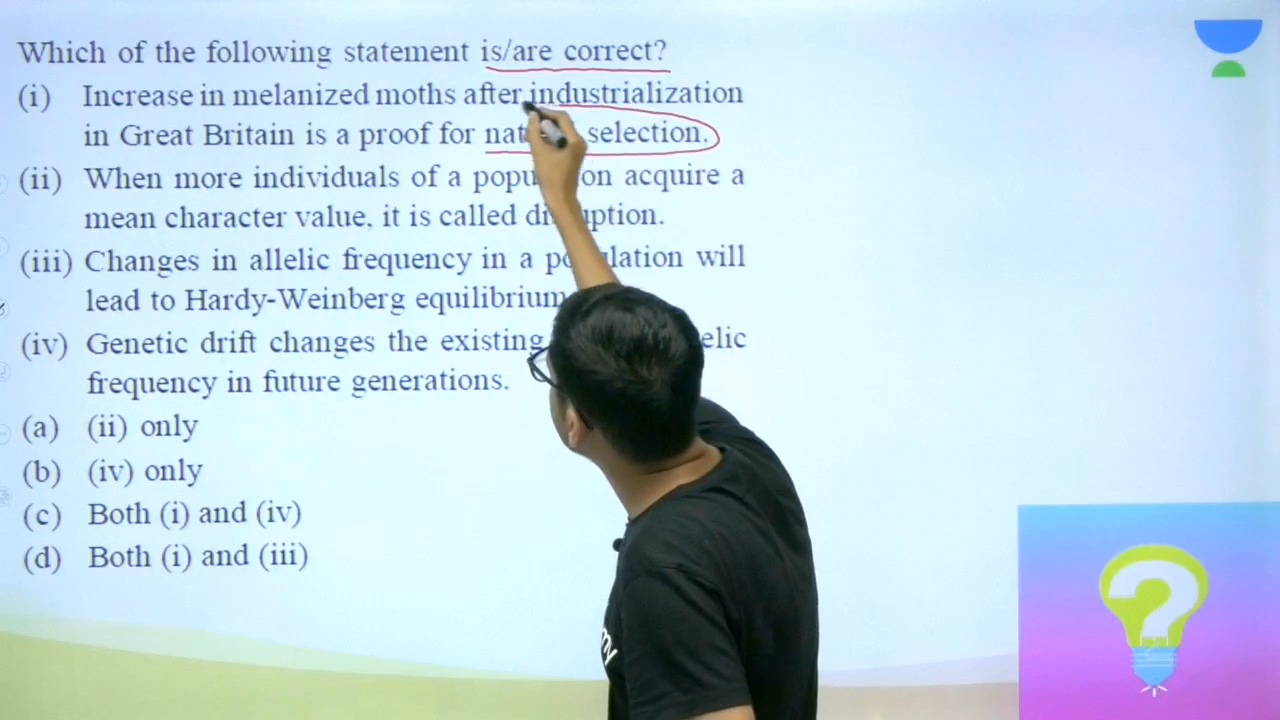 Which of the following statement is/are correct?
(i) Increase in melanized moths after industrialization
in Great Britain is a proof for selection.
(ii) When more individuals of a acquire a
mean character value, it is called
(iii) Changes in allelic frequency in a will
lead to Hardy-Weinberg equilibrium
(iv) Genetic drift changes the existing
frequency in future generations.
(a) (ii) only
(b) (iv) only
(c) Both (i) and (iv)
(d) Both (i) and (iii)